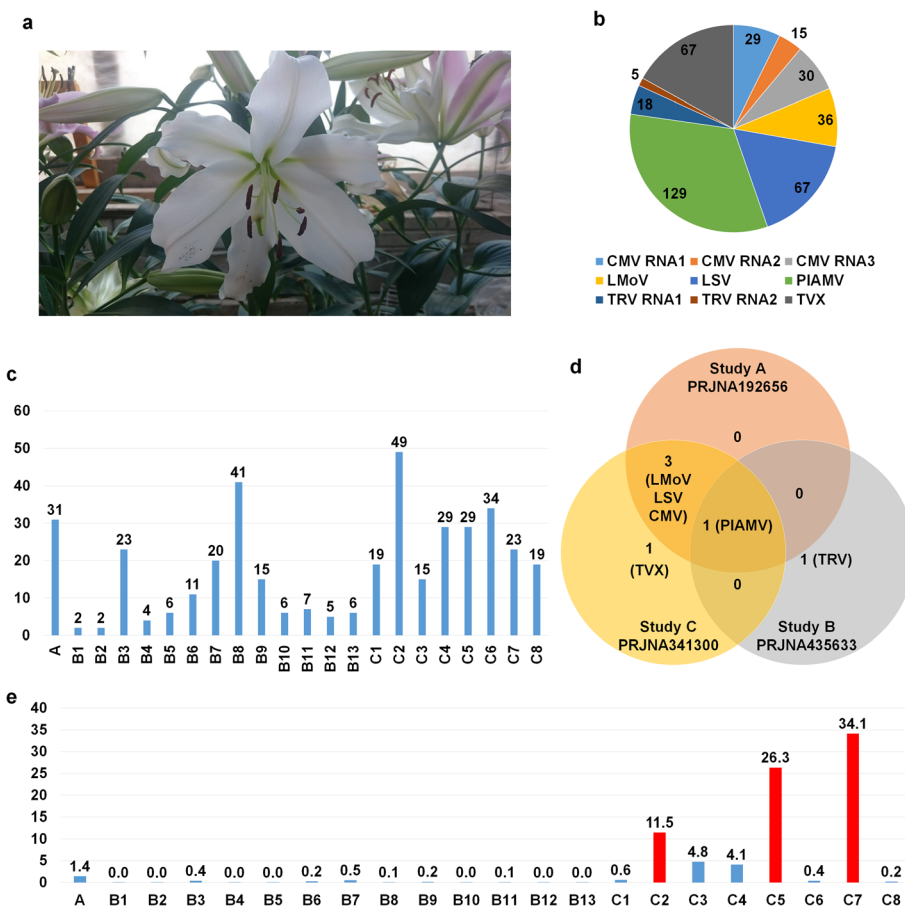 a
b
29
15
30
36
67
129
18
5
67
CMV RNA1 CMV RNA2 CMV RNA3
LMoV LSV PlAMV
TRV RNA1 TRV RNA2 TVX
c
60
50
40
30
20
10
0
31 2 2 23 4 6 11 20 41 15 6 7 5 6 19 49 15 29 29 34 23 19
A B1 B2 B3 B4 B5 B6 B7 B8 B9 B10 B11 B12 B13 C1 C2 C3 C4 C5 C6 C7 C8
d
Study A
PRJNA192656
0
3
(LMoV
LSV
CMV)
0
1 (PlAMV)
1
(TVX)
1 (TRV)
0
Study C
PRJNA341300
Study B
PRJNA435633
e
40
35
30
25
20
15
10
5
0
1.4 0.0 0.0 0.4 0.0 0.0 0.2 0.5 0.1 0.2 0.0 0.1 0.0 0.0 0.6 11.5 4.8 4.1 26.3 0.4 34.1 0.2
A B1 B2 B3 B4 B5 B6 B7 B8 B9 B10 B11 B12 B13 C1 C2 C3 C4 C5 C6 C7 C8